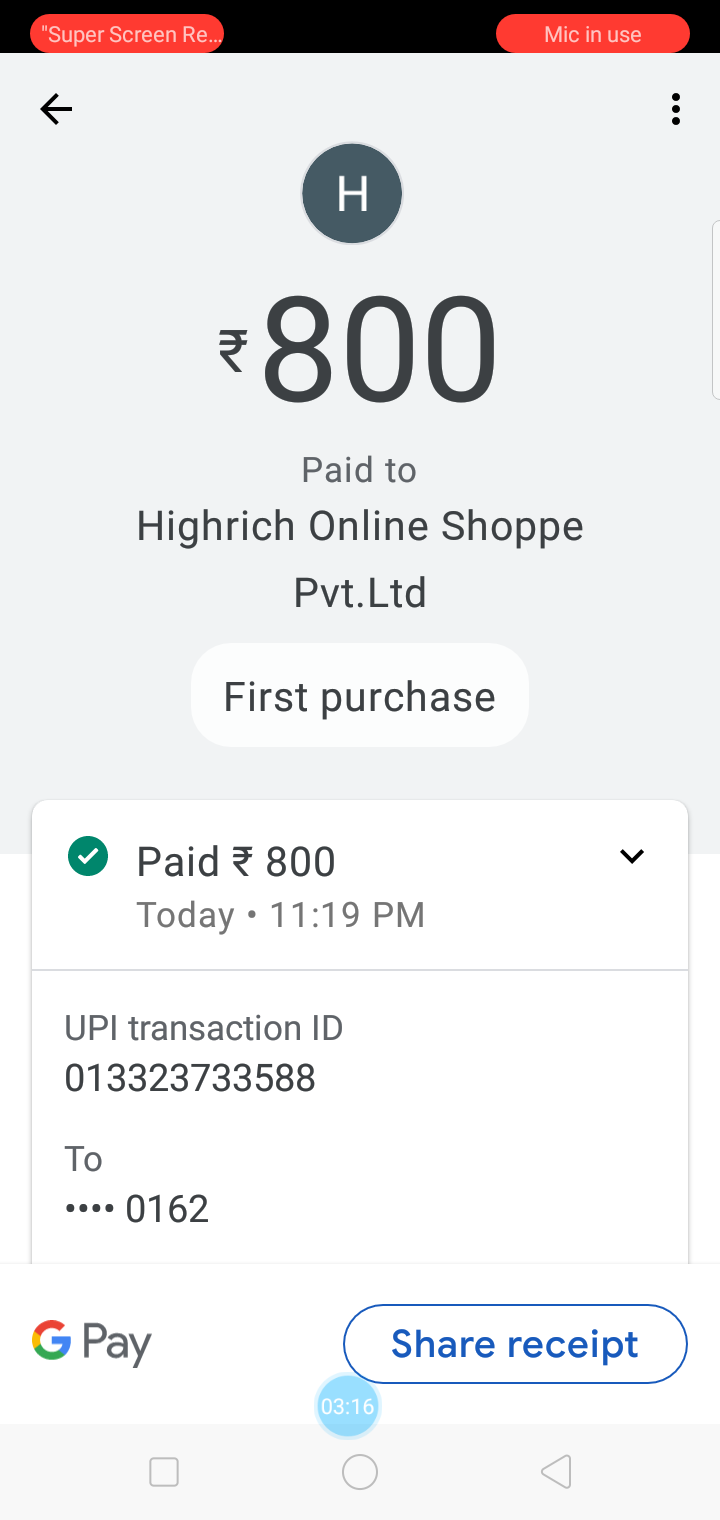 "Super Screen Re... Mic in use
H
₹800
Paid to
Highrich Online Shoppe
Pvt.Ltd
First purchase
Paid ₹ 800
Today • 11:19 PM
UPI transaction ID
013323733588
To
•••• 0162
G Pay
Share receipt
03:16